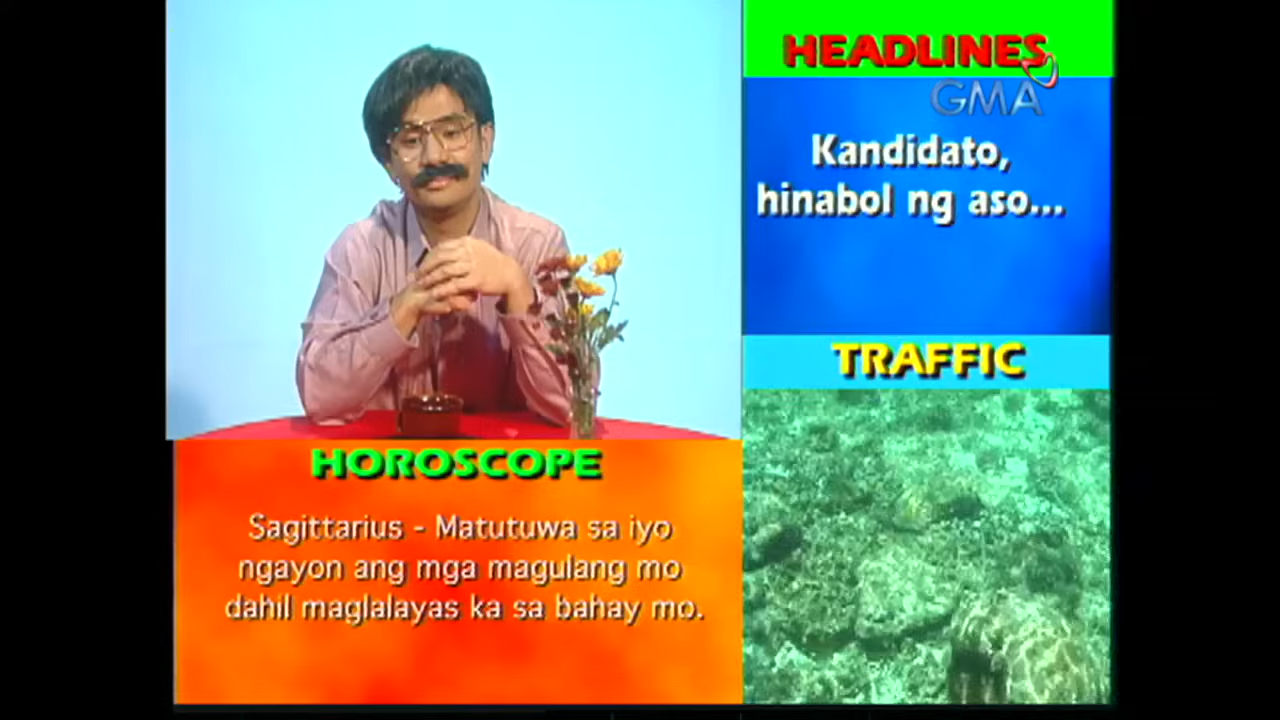 HEADLINES
GMA
Kandidato,
hinabol ng aso...
TRAFFIC
HOROSCOPE
Sagittarius - Matutuwa sa iyo
ngayon ang mga magulang mo
dahil maglalayas ka sa bahay mo.